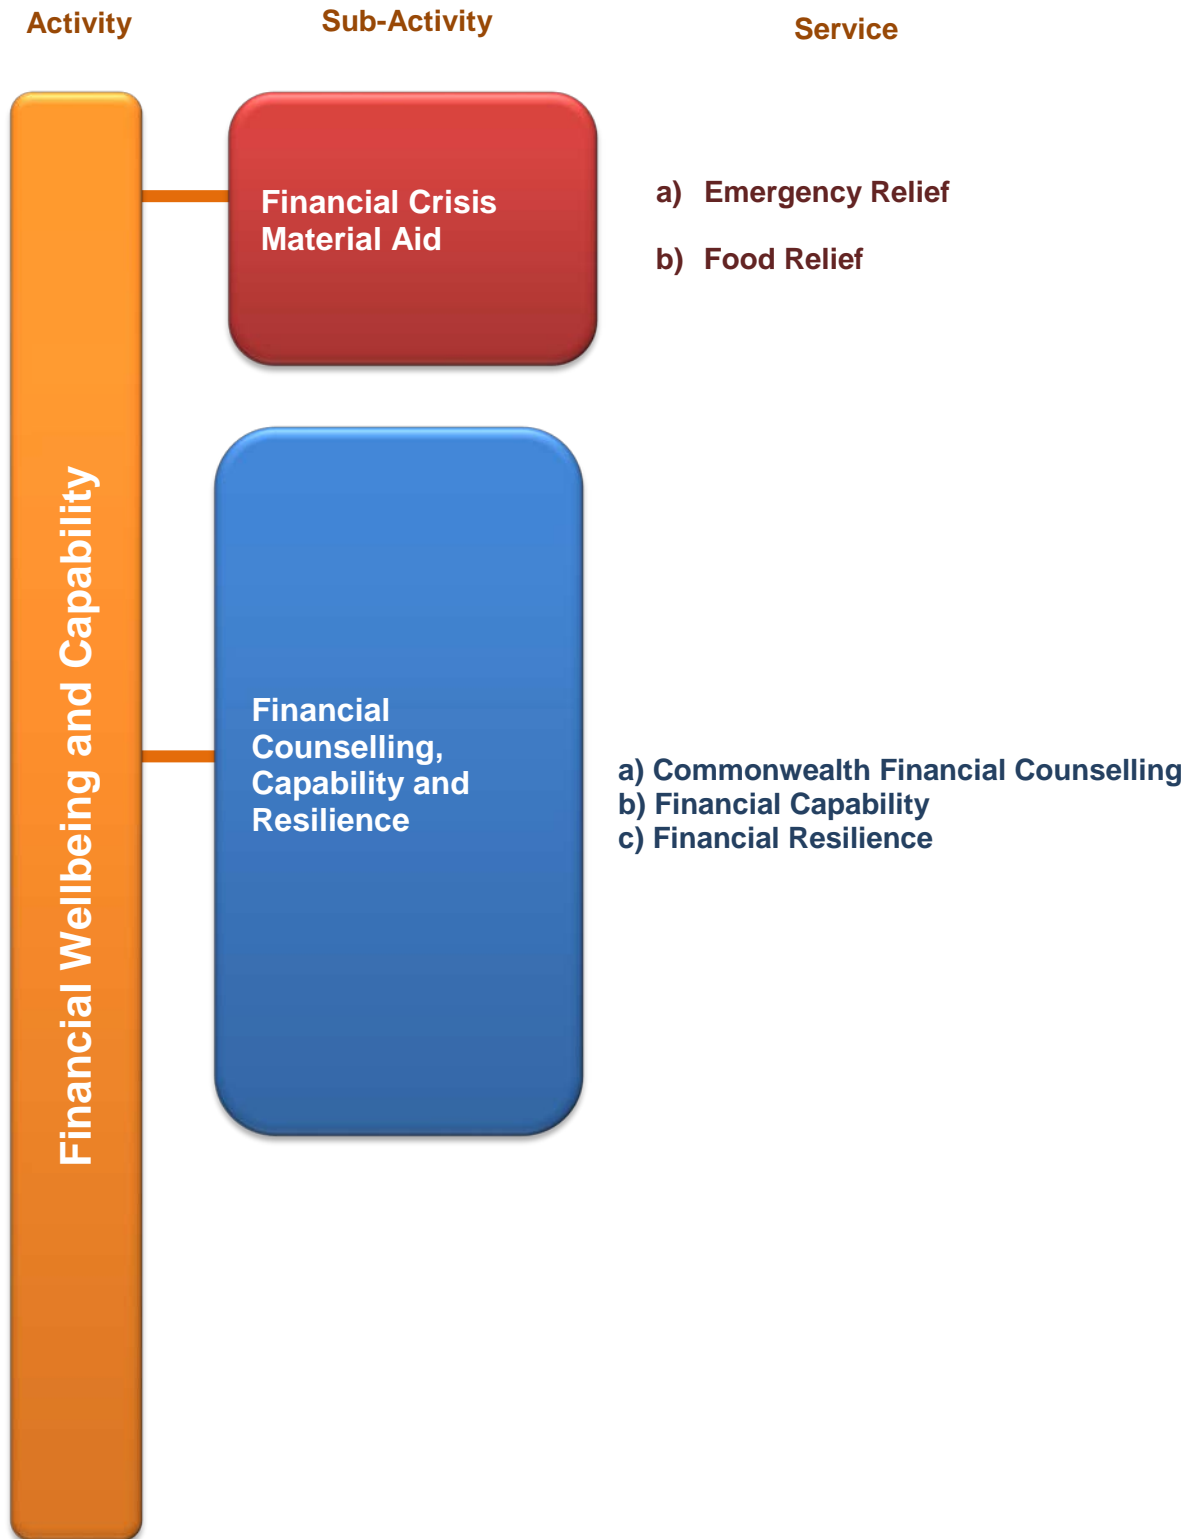 Activity
Sub-Activity
Service
Financial Wellbeing and Capability
Financial Crisis
Material Aid
a) Emergency Relief
b) Food Relief
Financial
Counselling,
Capability and
Resilience
a) Commonwealth Financial Counselling
b) Financial Capability
c) Financial Resilience